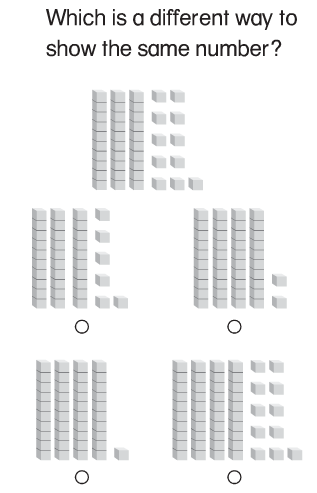 Which is a different way to
show the same number?